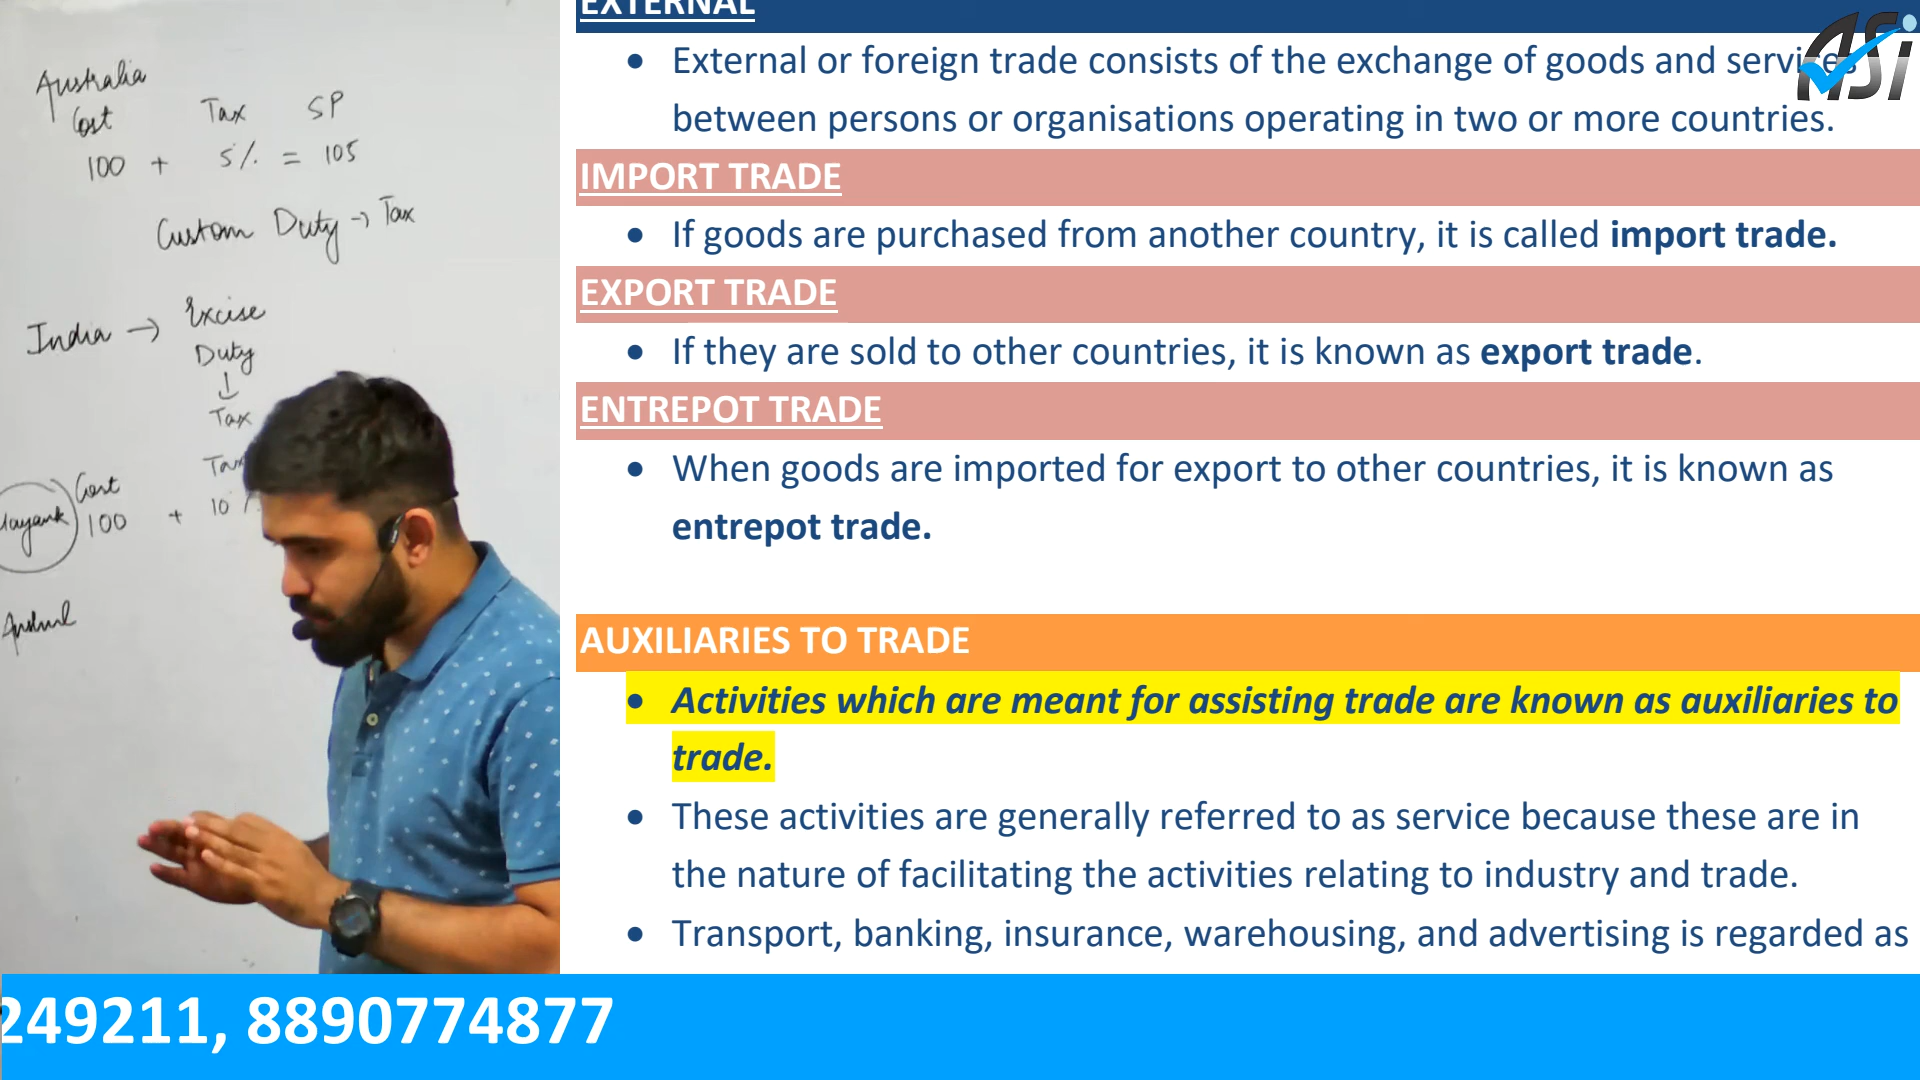 Australia
Cost Tax SP
100 + 5% = 105
Custom Duty → Tax
India → Excise
Duty
↓
Tax
Cost Tax
100 + 10%
EXTERNAL
• External or foreign trade consists of the exchange of goods and services
between persons or organisations operating in two or more countries.
IMPORT TRADE
• If goods are purchased from another country, it is called import trade.
EXPORT TRADE
• If they are sold to other countries, it is known as export trade.
ENTREPOT TRADE
• When goods are imported for export to other countries, it is known as
entrepot trade.
AUXILIARIES TO TRADE
• Activities which are meant for assisting trade are known as auxiliaries to
trade.
• These activities are generally referred to as service because these are in
the nature of facilitating the activities relating to industry and trade.
• Transport, banking, insurance, warehousing, and advertising is regarded as
ASi
249211, 8890774877